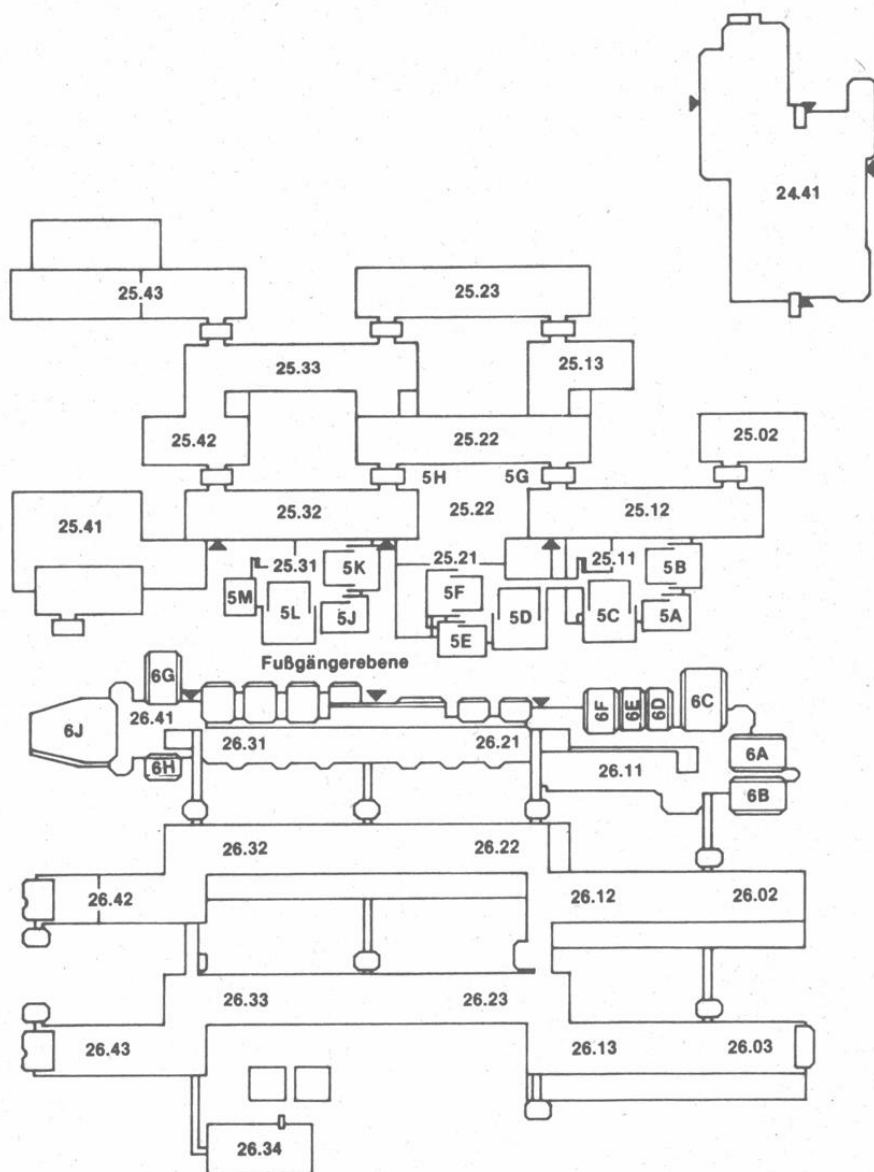 24.41
25.43
25.23
25.33
25.13
25.42
25.22
25.02
5H
5G
25.41
25.32
25.22
25.12
25.31
5K
25.21
25.11
5B
5M
5L
5J
5F
5E
5D
5C
5A
Fußgängerebene
6G
6J
26.41
6H
26.31
26.21
6F
6E
6D
6C
6A
6B
26.11
26.32
26.22
26.42
26.12
26.02
26.33
26.23
26.43
26.13
26.03
26.34